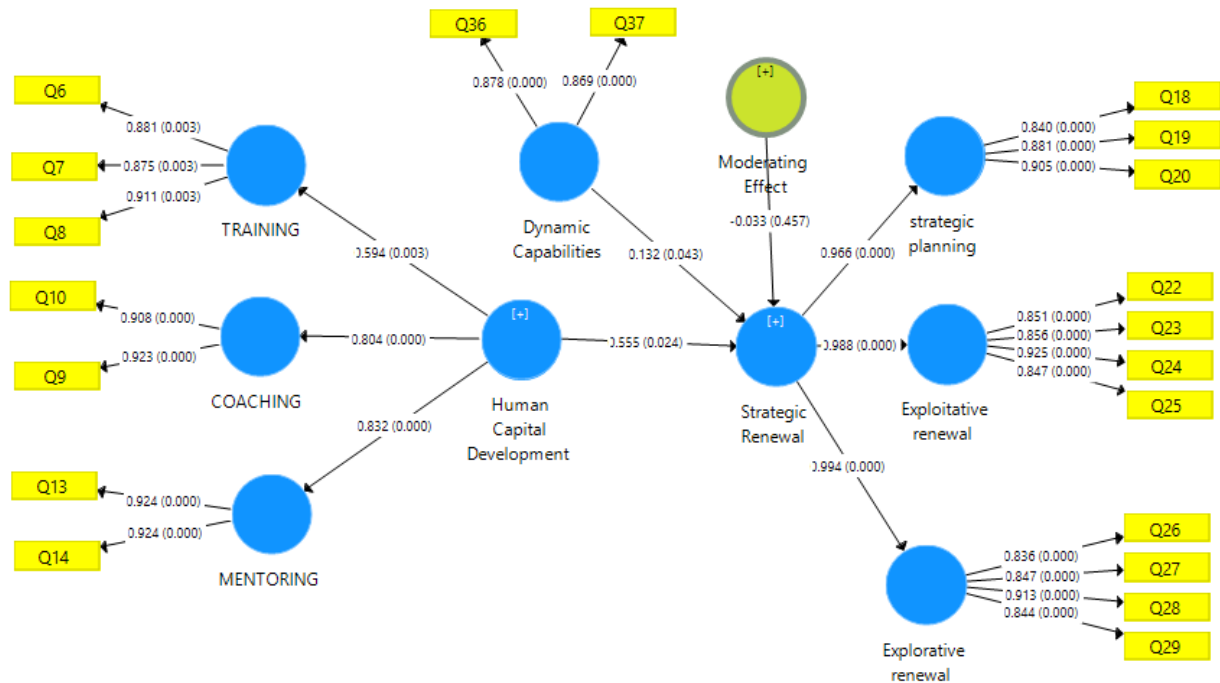 Q36
Q37
0.878 (0.000)
0.869 (0.000)
[+]
Moderating
Effect
-0.033 (0.457)
Dynamic
Capabilities
0.132 (0.043)
Q6
Q7
Q8
0.881 (0.003)
0.875 (0.003)
0.911 (0.003)
TRAINING
0.594 (0.003)
Q10
Q9
0.908 (0.000)
0.923 (0.000)
COACHING
0.804 (0.000)
[+]
Human
Capital
Development
0.555 (0.024)
0.832 (0.000)
Q13
Q14
0.924 (0.000)
0.924 (0.000)
MENTORING
[+]
Strategic
Renewal
0.966 (0.000)
0.988 (0.000)
0.994 (0.000)
strategic
planning
0.840 (0.000)
0.881 (0.000)
0.905 (0.000)
Q18
Q19
Q20
Exploitative
renewal
0.851 (0.000)
0.856 (0.000)
0.925 (0.000)
0.847 (0.000)
Q22
Q23
Q24
Q25
Explorative
renewal
0.836 (0.000)
0.847 (0.000)
0.913 (0.000)
0.844 (0.000)
Q26
Q27
Q28
Q29